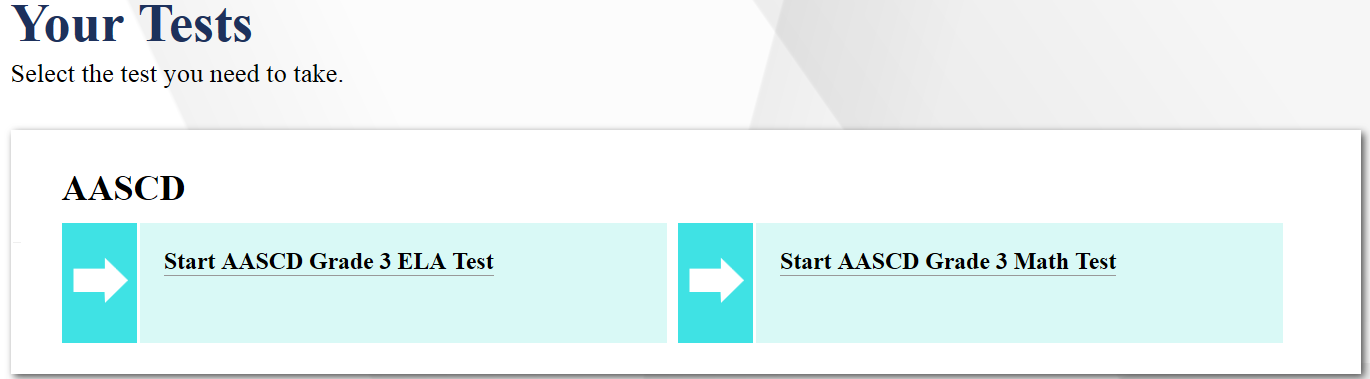 Your Tests
Select the test you need to take.
AASCD
Start AASCD Grade 3 ELA Test
Start AASCD Grade 3 Math Test